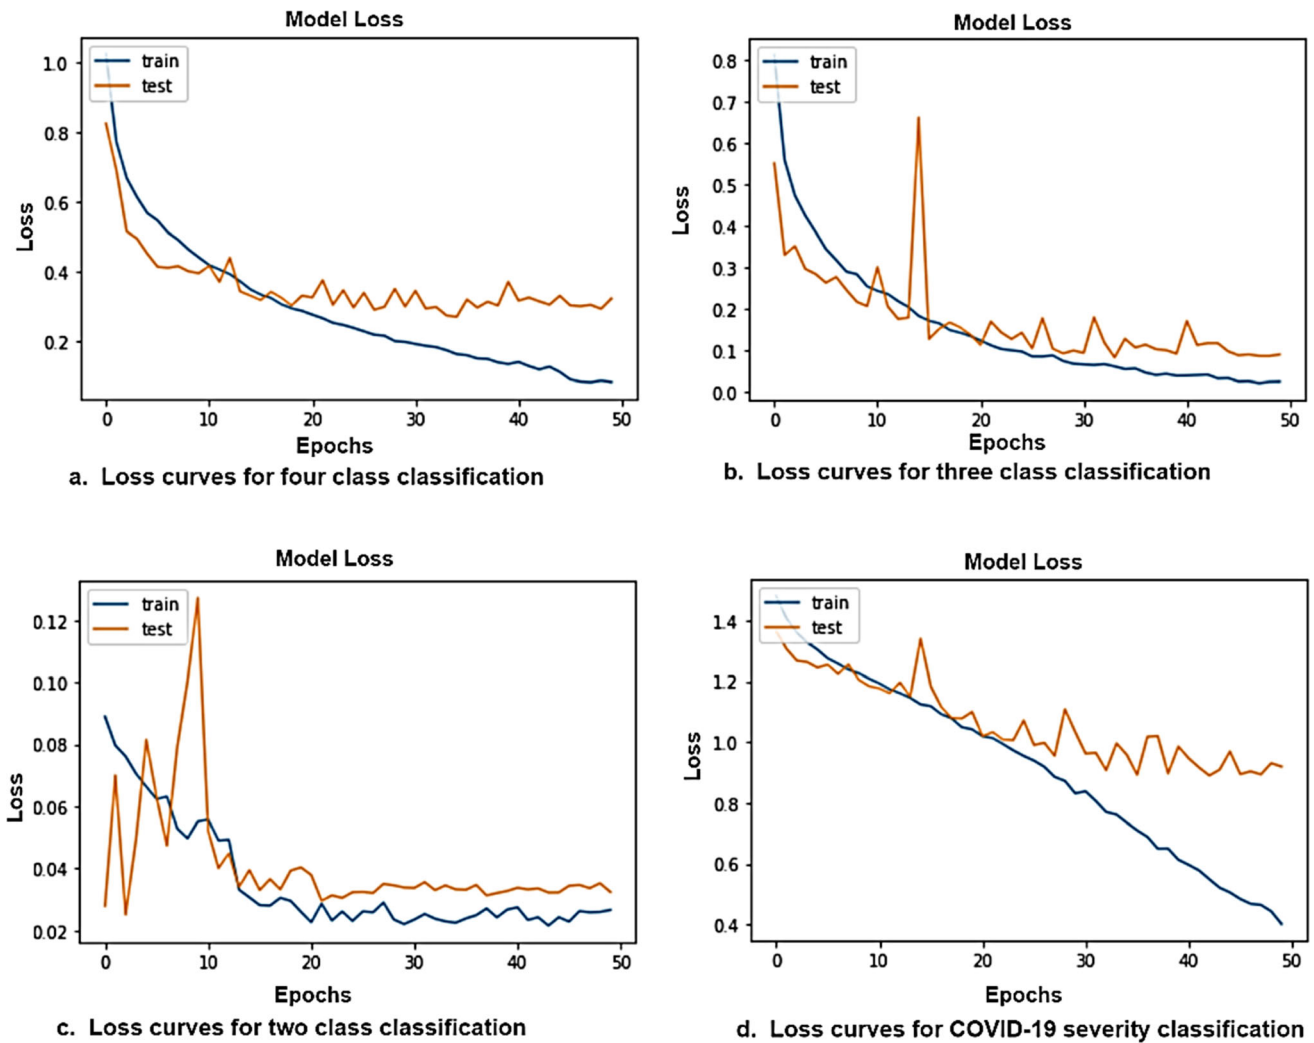 Model Loss
train
test
1.0
0.8
0.6
0.4
0.2
Loss
0 10 20 30 40 50
Epochs
a. Loss curves for four class classification
Model Loss
train
test
0.8
0.7
0.6
0.5
0.4
0.3
0.2
0.1
0.0
Loss
0 10 20 30 40 50
Epochs
b. Loss curves for three class classification
Model Loss
train
test
0.12
0.10
0.08
0.06
0.04
0.02
Loss
0 10 20 30 40 50
Epochs
c. Loss curves for two class classification
Model Loss
train
test
1.4
1.2
1.0
0.8
0.6
0.4
Loss
0 10 20 30 40 50
Epochs
d. Loss curves for COVID-19 severity classification